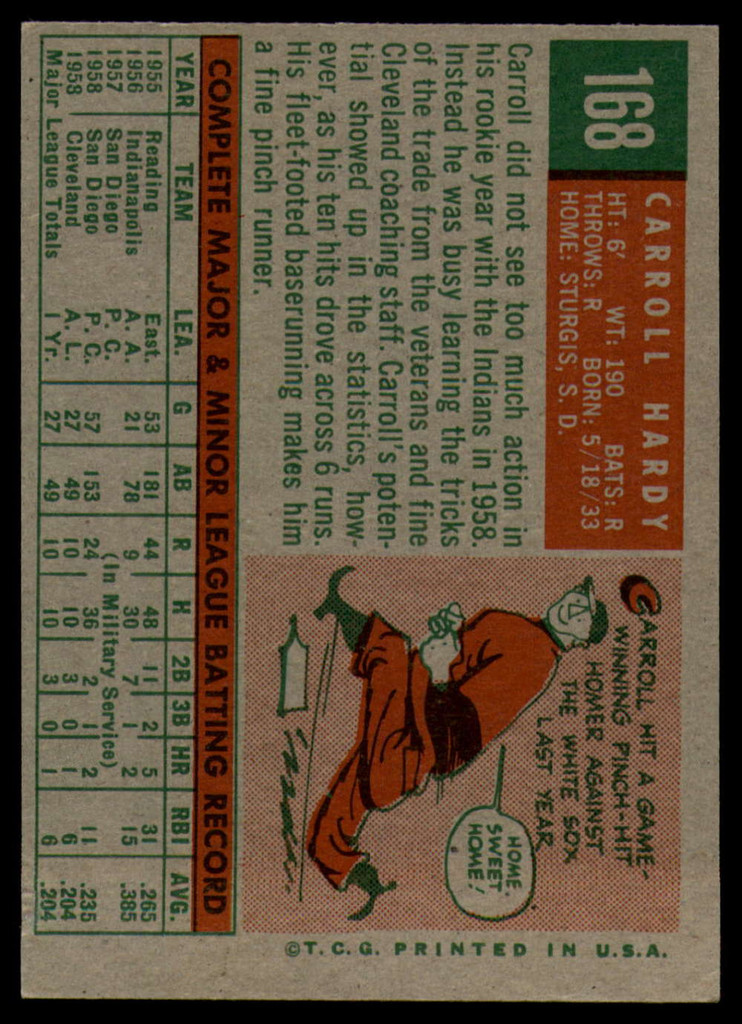 168
CARROLL HARDY
HT: 6' WT: 190 BATS: R
THROWS: R BORN: 5/18/33
HOME: STURGIS, S. D.
Carroll did not see too much action in
his rookie year with the Indians in 1958.
Instead he was busy learning the tricks
of the trade from the veterans and fine
Cleveland coaching staff. Carroll's poten-
tial showed up in the statistics, how-
ever, as his ten hits drove across 6 runs.
His fleet-footed baserunning makes him
a fine pinch runner.
CARROLL HIT A GAME-
WINNING PINCH-HIT
HOMER AGAINST
THE WHITE SOX
LAST YEAR
HOME
SWEET
HOME!
COMPLETE MAJOR & MINOR LEAGUE BATTING RECORD
YEAR TEAM LEA. G AB R H 2B 3B HR RBI AVG.
1955 Reading East. 53 181 44 48 11 2 5 31 .265
1956 Indianapolis A. A. 21 78 9 30 7 1 2 15 .385
1957 San Diego P. C. (In Military Service)
1958 San Diego P. C. 57 153 24 36 2 1 2 11 .235
1958 Cleveland A. L. 27 49 10 10 3 0 1 6 .204
Major League Totals 1 Yr. 27 49 10 10 3 0 1 6 .204
©T.C.G. PRINTED IN U.S.A.